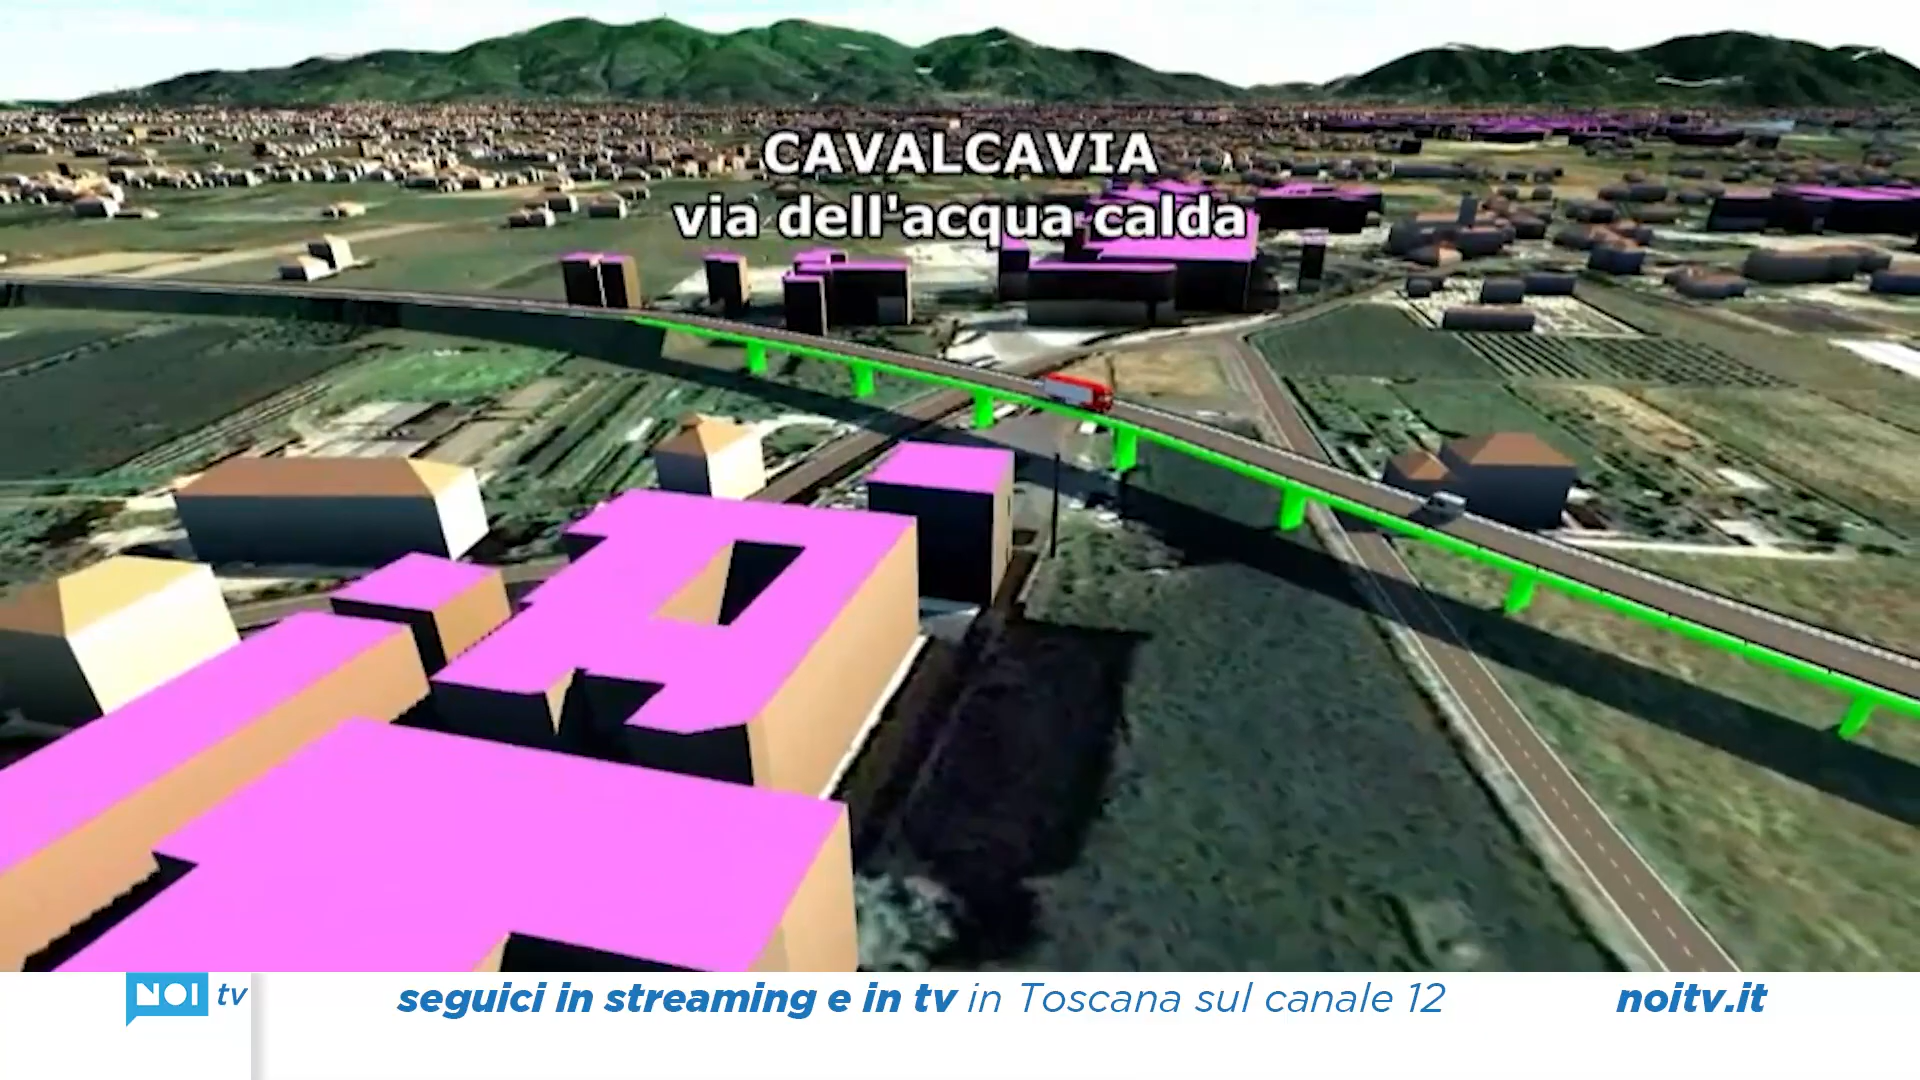 CAVALCAVIA
via dell'acqua calda
NOI tv
seguici in streaming e in tv in Toscana sul canale 12
noitv.it